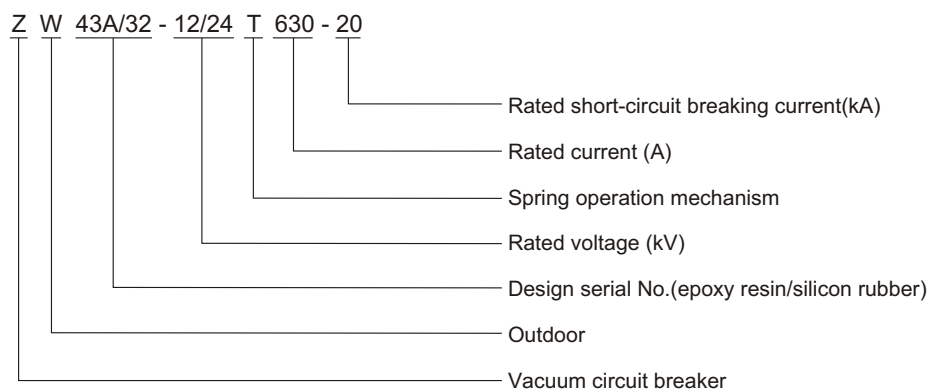 Z W 43A/32 - 12/24 T 630 - 20
Rated short-circuit breaking current(kA)
Rated current (A)
Spring operation mechanism
Rated voltage (kV)
Design serial No.(epoxy resin/silicon rubber)
Outdoor
Vacuum circuit breaker